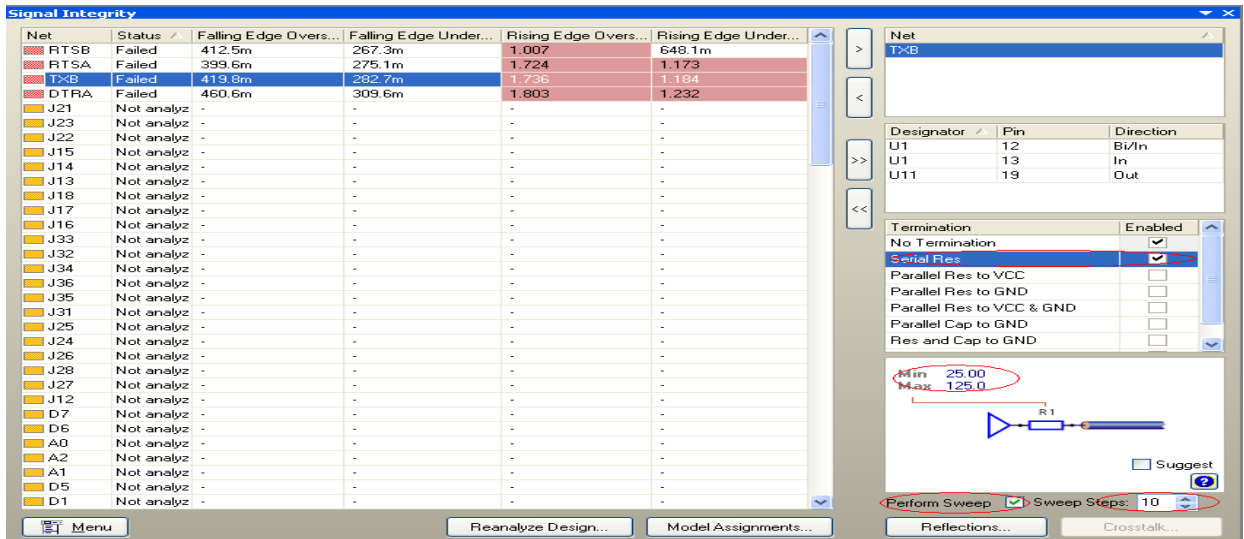 Signal Integrity
Net Status Falling Edge Overs... Falling Edge Under... Rising Edge Overs... Rising Edge Under...
RTSB Failed 412.5m 267.3m 1.007 648.1m
RTSA Failed 399.6m 275.1m 1.724 1.173
TXB Failed 419.8m 282.7m 1.736 1.184
DTRA Failed 460.6m 309.6m 1.803 1.232
J21 Not analyz - - - -
J23 Not analyz - - - -
J22 Not analyz - - - -
J15 Not analyz - - - -
J14 Not analyz - - - -
J13 Not analyz - - - -
J18 Not analyz - - - -
J17 Not analyz - - - -
J16 Not analyz - - - -
J33 Not analyz - - - -
J32 Not analyz - - - -
J34 Not analyz - - - -
J36 Not analyz - - - -
J35 Not analyz - - - -
J31 Not analyz - - - -
J25 Not analyz - - - -
J24 Not analyz - - - -
J26 Not analyz - - - -
J28 Not analyz - - - -
J27 Not analyz - - - -
J12 Not analyz - - - -
D7 Not analyz - - - -
D6 Not analyz - - - -
A0 Not analyz - - - -
A2 Not analyz - - - -
A1 Not analyz - - - -
D5 Not analyz - - - -
D1 Not analyz - - - -
Menu
Reanalyze Design...
Model Assignments...
>
<
>>
<<
Net
TXB
Designator Pin Direction
U1 12 Bi/In
U1 13 In
U11 19 Out
Termination Enabled
No Termination
Serial Res
Parallel Res to VCC
Parallel Res to GND
Parallel Res to VCC & GND
Parallel Cap to GND
Res and Cap to GND
Min 25.00
Max 125.0
R1
Suggest
?
Perform Sweep Sweep Steps: 10
Reflections...
Crosstalk...